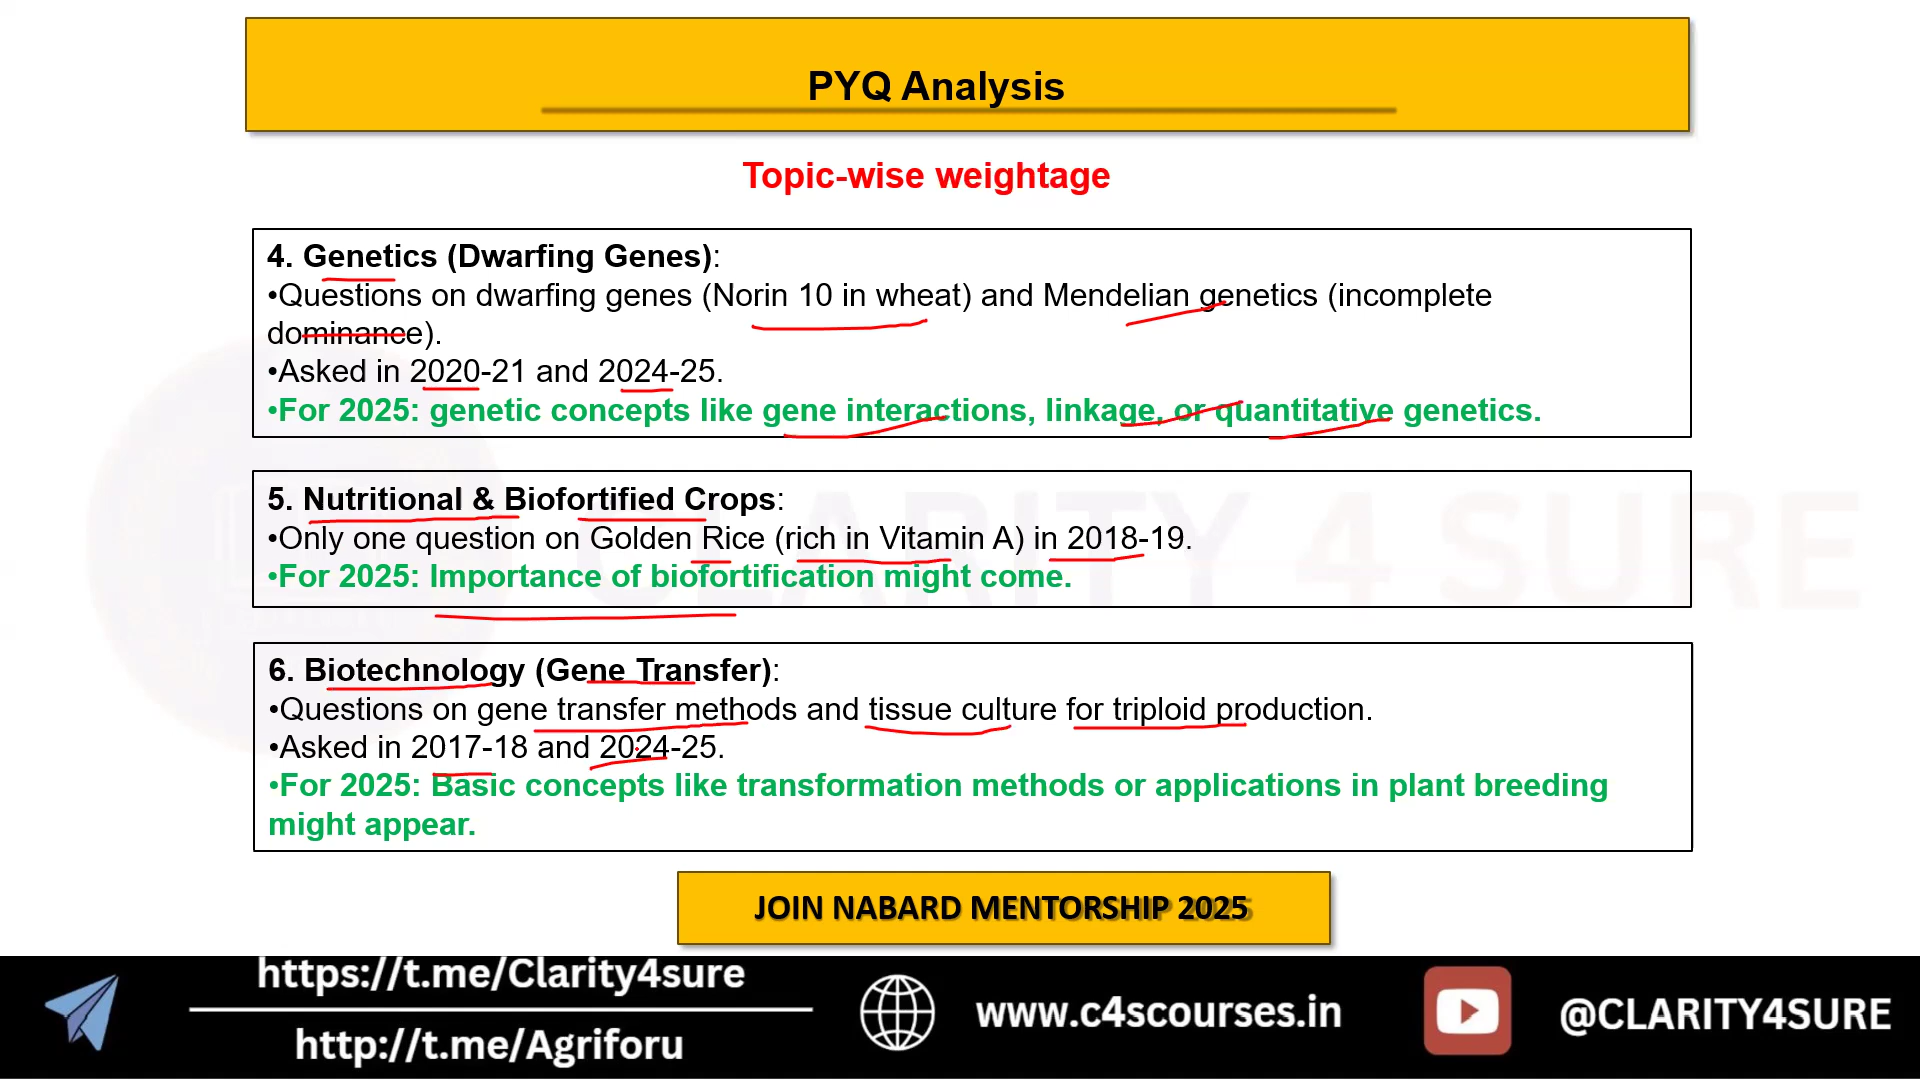 PYQ Analysis
Topic-wise weightage
4. Genetics (Dwarfing Genes):
•Questions on dwarfing genes (Norin 10 in wheat) and Mendelian genetics (incomplete
dominance).
•Asked in 2020-21 and 2024-25.
•For 2025: genetic concepts like gene interactions, linkage, or quantitative genetics.
5. Nutritional & Biofortified Crops:
•Only one question on Golden Rice (rich in Vitamin A) in 2018-19.
•For 2025: Importance of biofortification might come.
CLARITY 4 SURE
6. Biotechnology (Gene Transfer):
•Questions on gene transfer methods and tissue culture for triploid production.
•Asked in 2017-18 and 2024-25.
•For 2025: Basic concepts like transformation methods or applications in plant breeding
might appear.
JOIN NABARD MENTORSHIP 2025
https://t.me/Clarity4sure
http://t.me/Agriforu
www.c4scourses.in
@CLARITY4SURE